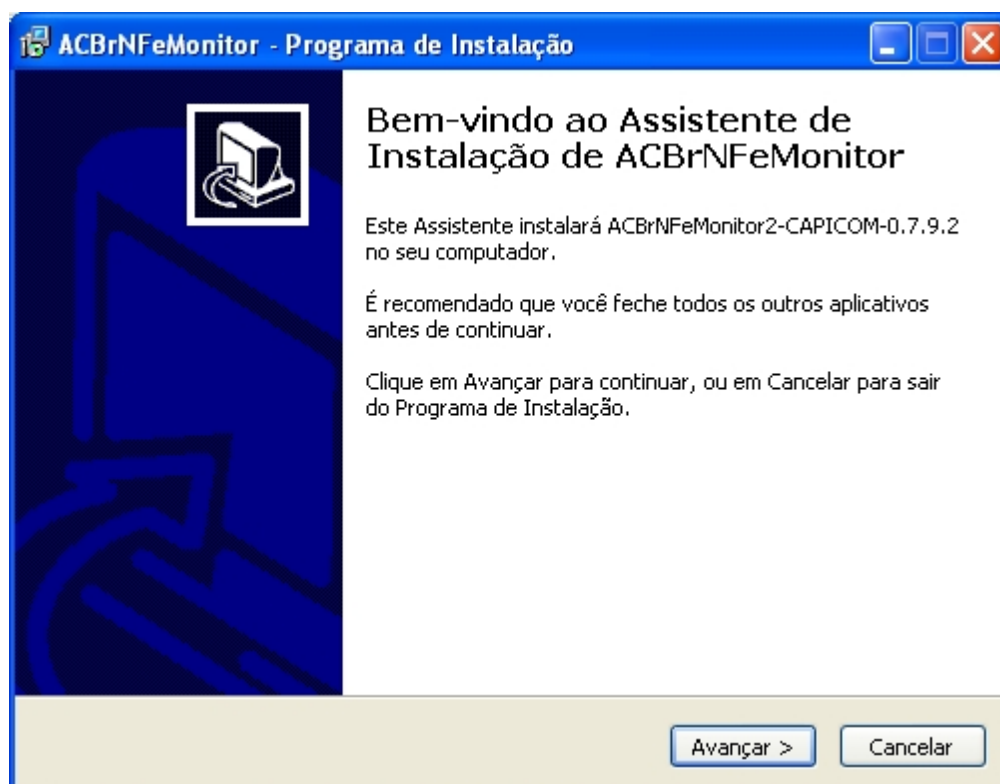 ACBrNFeMonitor - Programa de Instalação
Bem-vindo ao Assistente de
Instalação de ACBrNFeMonitor
Este Assistente instalará ACBrNFeMonitor2-CAPICOM-0.7.9.2
no seu computador.
É recomendado que você feche todos os outros aplicativos
antes de continuar.
Clique em Avançar para continuar, ou em Cancelar para sair
do Programa de Instalação.
Avançar >
Cancelar